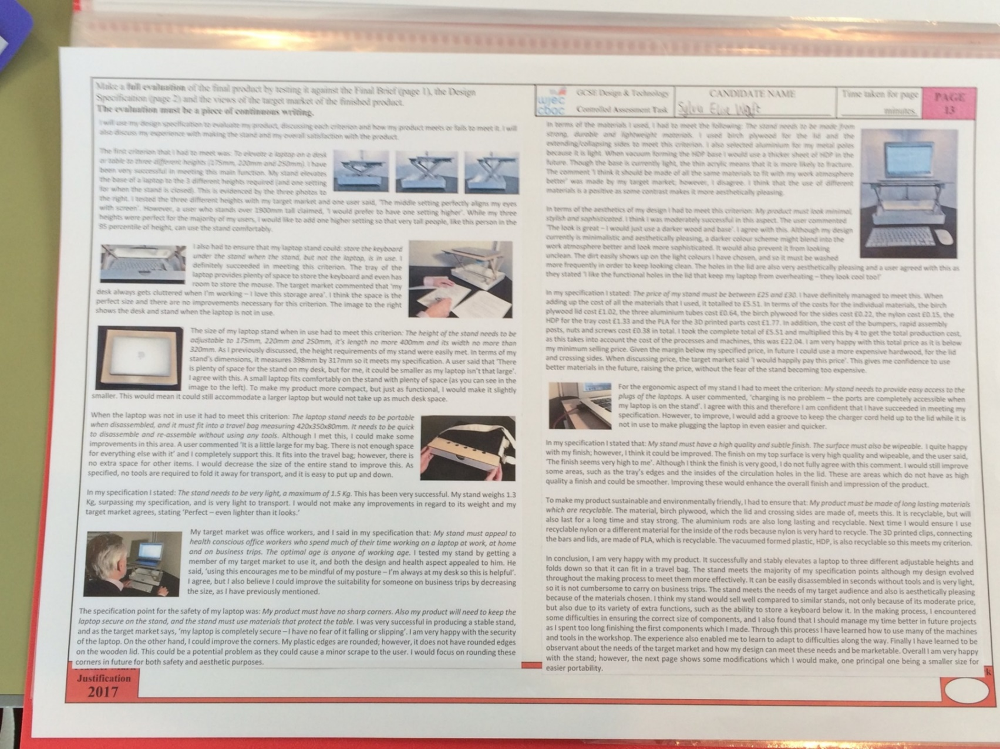 Make a full evaluation of the final product by testing it against the Final Brief (page 1), the Design
Specification (page 2) and the views of the target market of the finished product.
The evaluation must be a piece of continuous writing.
wjec
cbac
GCSE Design & Technology
Controlled Assessment Task
CANDIDATE NAME
Sylva Elise
Time taken for page
minutes.
PAGE
13
I will use my design specification to evaluate my product, discussing each criterion and how my product meets or fails to meet it. I will
also discuss my experience with making the stand and my overall satisfaction with the product.
The first criterion that I had to meet was: To elevate a laptop on a desk
or table to three different heights (175mm, 220mm and 250mm). I have
been very successful in meeting this main function. My stand elevates
the base of a laptop to the 3 different heights required (and one setting
for when the stand is closed). This is evidenced by the three photos to
the right. I tested the three different heights with my target market and one user said, 'The middle setting perfectly aligns my eyes
with screen'. However, a user who stands over 1900mm tall claimed, 'I would prefer to have one setting higher'. While my three
heights were perfect for the majority of my users, I would like to add one higher setting so that very tall people, like this person in the
95 percentile of height, can use the stand comfortably.
I also had to ensure that my laptop stand could: store the keyboard
under the stand when the stand, but not the laptop, is in use. I
definitely succeeded in meeting this criterion. The tray of the
laptop provides plenty of space to store the keyboard and even has
room to store the mouse. The target market commented that 'my
desk always gets cluttered when I'm working – I love this storage area'. I think the space is the
perfect size and there are no improvements necessary for this criterion. The image to the right
shows the desk and stand when the laptop is not in use.
The size of my laptop stand when in use had to meet this criterion: The height of the stand needs to be
adjustable to 175mm, 220mm and 250mm, it's length no more 400mm and its width no more than
320mm. As I previously discussed, the height requirements of my stand were easily met. In terms of my
stand's dimensions, it measures 398mm by 317mm so it meets my specification. A user said that 'There
is plenty of space for the stand on my desk, but for me, it could be smaller as my laptop isn't that large'.
I agree with this. A small laptop fits comfortably on the stand with plenty of space (as you can see in the
image to the left). To make my product more compact, but just as functional, I would make it slightly
smaller. This would mean it could still accommodate a larger laptop but would not take up as much desk space.
When the laptop was not in use it had to meet this criterion: The laptop stand needs to be portable
when disassembled, and it must fit into a travel bag measuring 420x350x80mm. It needs to be quick
to disassemble and re-assemble without using any tools. Although I met this, I could make some
improvements in this area. A user commented 'it is a little large for my bag. There is not enough space
for everything else with it' and I completely support this. It fits into the travel bag; however, there is
no extra space for other items. I would decrease the size of the entire stand to improve this. As
specified, no tools are required to fold it away for transport, and it is easy to put up and down.
In my specification I stated: The stand needs to be very light, a maximum of 1.5 Kg. This has been very successful. My stand weighs 1.3
Kg, surpassing my specification, and is very light to transport. I would not make any improvements in regard to its weight and my
target market agrees, stating 'Perfect – even lighter than it looks.'
My target market was office workers, and I said in my specification that: My stand must appeal to
health conscious office workers who spend much of their time working on a laptop at work, at home
and on business trips. The optimal age is anyone of working age. I tested my stand by getting a
member of my target market to use it, and both the design and health aspect appealed to him. He
said, 'using this encourages me to be mindful of my posture – I'm always at my desk so this is helpful'.
I agree, but I also believe I could improve the suitability for someone on business trips by decreasing
the size, as I have previously mentioned.
The specification point for the safety of my laptop was: My product must have no sharp corners. Also my product will need to keep the
laptop secure on the stand, and the stand must use materials that protect the table. I was very successful in producing a stable stand,
and as the target market says, 'my laptop is completely secure – I have no fear of it falling or slipping'. I am very happy with the security
of the laptop. On the other hand, I could improve the corners. My plastic edges are rounded; however, it does not have rounded edges
on the wooden lid. This could be a potential problem as they could cause a minor scrape to the user. I would focus on rounding these
corners in future for both safety and aesthetic purposes.
Justification
2017
In terms of the materials I used, I had to meet the following: The stand needs to be made from
strong, durable and lightweight materials. I used birch plywood for the lid and the
extending/collapsing sides to meet this criterion. I also selected aluminium for my metal poles
because it is light. When vacuum forming the HDP base I would use a thicker sheet of HDP in the
future. Though the base is currently light, the thin acrylic means that it is more likely to fracture.
The comment 'I think it should be made of all the same materials to fit with my work atmosphere
better' was made by my target market; however, I disagree. I think that the use of different
materials is a positive as some contrast makes it more aesthetically pleasing.
In terms of the aesthetics of my design I had to meet this criterion: My product must look minimal,
stylish and sophisticated. I think I was moderately successful in this aspect. The user commented
'The look is great – I would just use a darker wood and base'. I agree with this. Although my design
currently is minimalistic and aesthetically pleasing, a darker colour scheme might blend into the
work atmosphere better and look more sophisticated. It would also prevent it from looking
unclean. The dirt easily shows up on the light colours I have chosen, and so it must be washed
more frequently in order to keep looking clean. The holes in the lid are also very aesthetically pleasing and a user agreed with this as
they stated 'I like the functional holes in the lid that keep my laptop from overheating – they look cool too!'
In my specification I stated: The price of my stand must be between £25 and £30. I have definitely managed to meet this. When
adding up the cost of all the materials that I used, it totalled to £5.51. In terms of the costs for the individual materials, the birch
plywood lid cost £1.02, the three aluminium tubes cost £0.64, the birch plywood for the sides cost £0.22, the nylon cost £0.15, the
HDP for the tray cost £1.33 and the PLA for the 3D printed parts cost £1.77. In addition, the cost of the bumpers, rapid assembly
posts, nuts and screws cost £0.38 in total. I took the complete total of £5.51 and multiplied this by 4 to get the total production cost,
as this takes into account the cost of the processes and machines, this was £22.04. I am very happy with this total price as it is below
my minimum selling price. Given the margin below my specified price, in future I could use a more expensive hardwood, for the lid
and crossing sides. When discussing price, the target market said 'I would happily pay this price'. This gives me confidence to use
better materials in the future, raising the price, without the fear of the stand becoming too expensive.
For the ergonomic aspect of my stand I had to meet the criterion: My stand needs to provide easy access to the
plugs of the laptops. A user commented, 'charging is no problem – the ports are completely accessible when
my laptop is on the stand'. I agree with this and therefore I am confident that I have succeeded in meeting my
specification. However, to improve, I would add a groove to keep the charger cord held up to the lid while it is
not in use to make plugging the laptop in even easier and quicker.
In my specification I stated that: My stand must have a high quality and subtle finish. The surface must also be wipeable. I quite happy
with my finish; however, I think it could be improved. The finish on my top surface is very high quality and wipeable, and the user said,
'The finish seems very high to me'. Although I think the finish is very good, I do not fully agree with this comment. I would still improve
some areas, such as the tray's edges and the insides of the circulation holes in the lid. These are areas which do not have as high
quality a finish and could be smoother. Improving these would enhance the overall finish and impression of the product.
To make my product sustainable and environmentally friendly, I had to ensure that: My product must be made of long lasting materials
which are recyclable. The material, birch plywood, which the lid and crossing sides are made of, meets this. It is recyclable, but will
also last for a long time and stay strong. The aluminium rods are also long lasting and recyclable. Next time I would ensure I use
recyclable nylon or a different material for the inside of the rods because nylon is very hard to recycle. The 3D printed clips, connecting
the bars and lids, are made of PLA, which is recyclable. The vacuumed formed plastic, HDP, is also recyclable so this meets my criterion.
In conclusion, I am very happy with my product. It successfully and stably elevates a laptop to three different adjustable heights and
folds down so that it can fit in a travel bag. The stand meets the majority of my specification points although my design evolved
throughout the making process to meet them more effectively. It can be easily disassembled in seconds without tools and is very light,
so it is not cumbersome to carry on business trips. The stand meets the needs of my target audience and also is aesthetically pleasing
because of the materials chosen. I think my stand would sell well compared to similar stands, not only because of its moderate price,
but also due to its variety of extra functions, such as the ability to store a keyboard below it. In the making process, I encountered
some difficulties in ensuring the correct size of components, and I also found that I should manage my time better in future projects
as I spent too long finishing the first components which I made. Through this process I have learned how to use many of the machines
and tools in the workshop. The experience also enabled me to learn to adapt to difficulties along the way. Finally I have learned to be
observant about the needs of the target market and how my design can meet these needs and be marketable. Overall I am very happy
with the stand; however, the next page shows some modifications which I would make, one principal one being a smaller size for
easier portability.